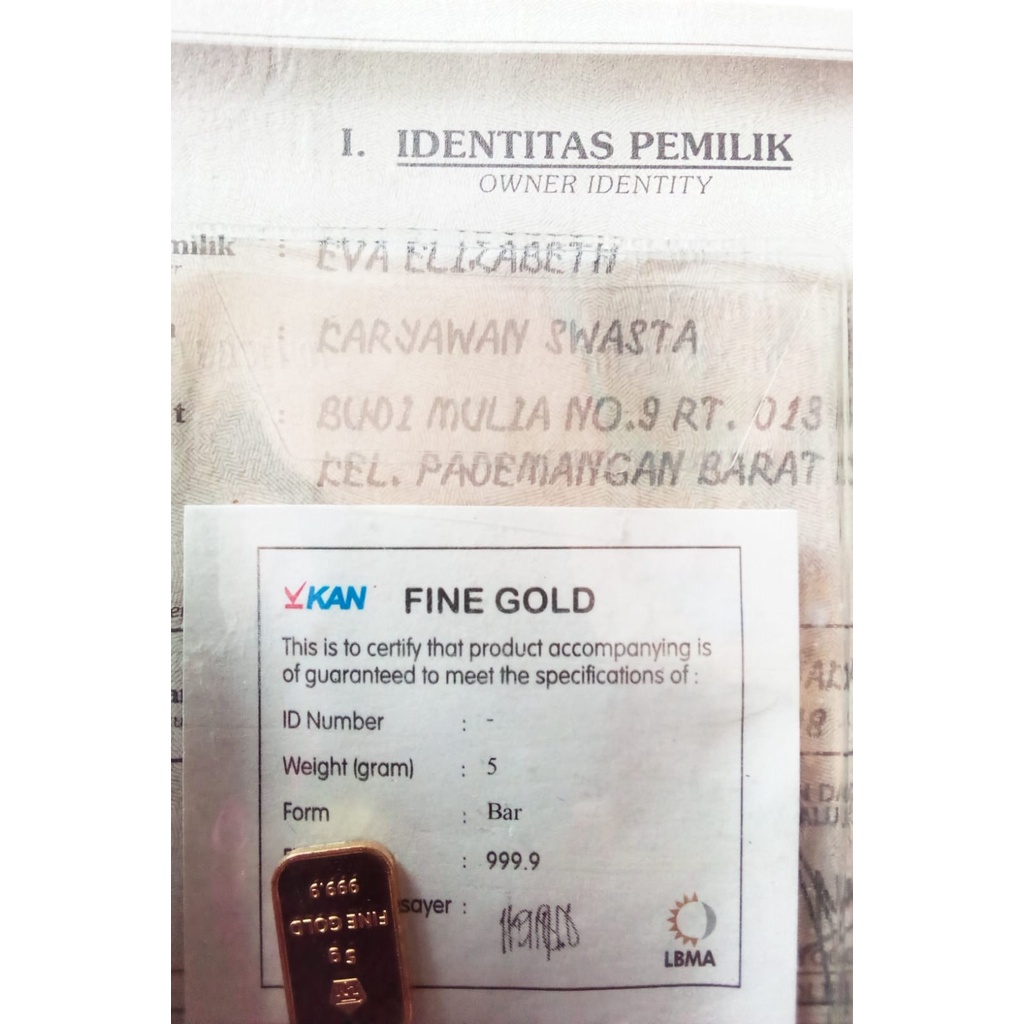 I. IDENTITAS PEMILIK
OWNER IDENTITY
milik : EVA ELIZABETH
: KARYAWAN SWASTA
: BUDI MULIA NO.9 RT. 013
KEL. PADEMANGAN BARAT
KAN FINE GOLD
This is to certify that product accompanying is
of guaranteed to meet the specifications of :
ID Number : -
Weight (gram) : 5
Form : Bar
: 999.9
sayer :
LBMA
999.9
FINE GOLD
5g